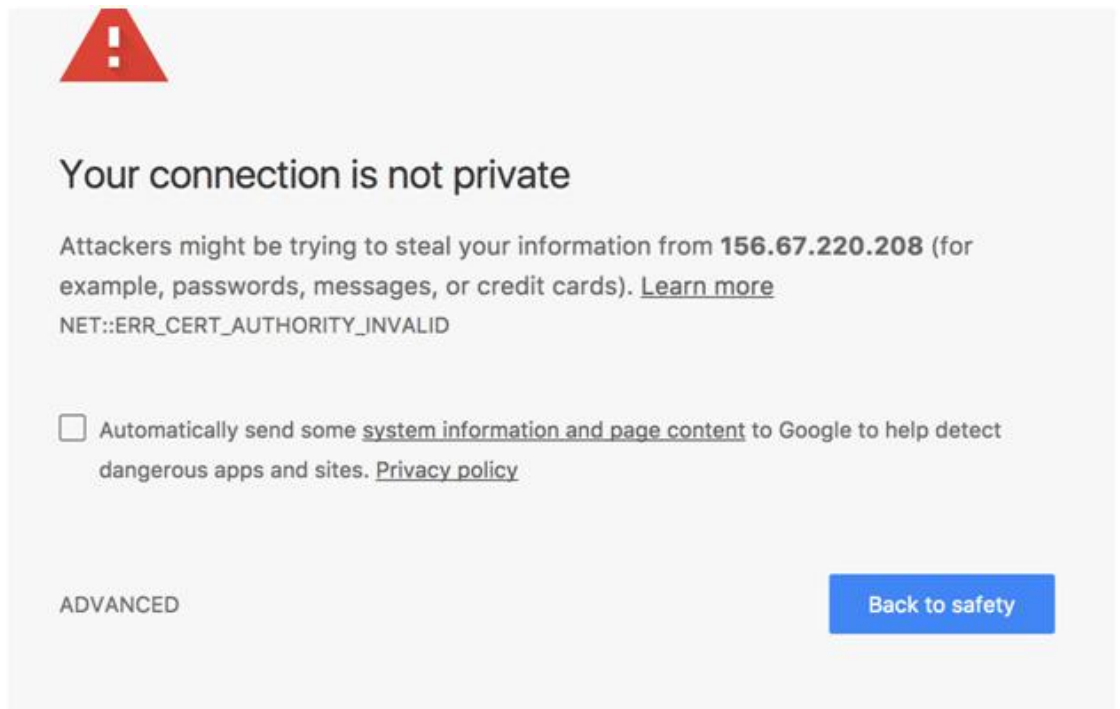 Your connection is not private
Attackers might be trying to steal your information from 156.67.220.208 (for
example, passwords, messages, or credit cards). Learn more
NET::ERR_CERT_AUTHORITY_INVALID
Automatically send some system information and page content to Google to help detect
dangerous apps and sites. Privacy policy
ADVANCED
Back to safety